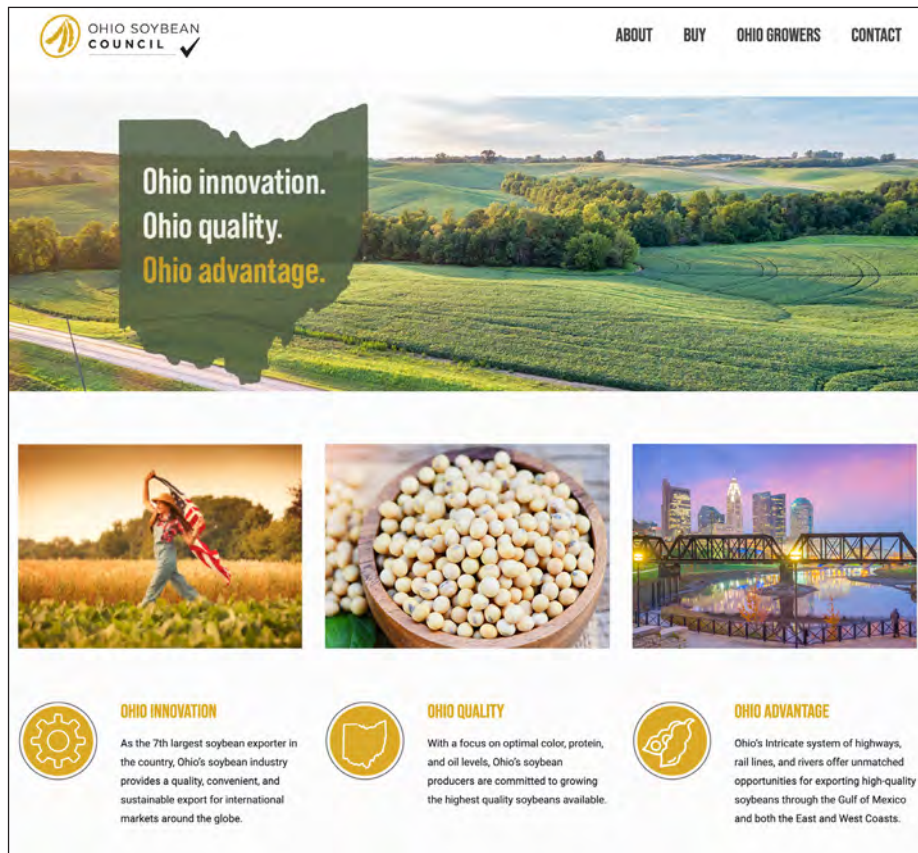 OHIO SOYBEAN
COUNCIL
ABOUT BUY OHIO GROWERS CONTACT
Ohio innovation.
Ohio quality.
Ohio advantage.
OHIO INNOVATION
As the 7th largest soybean exporter in
the country, Ohio's soybean industry
provides a quality, convenient, and
sustainable export for international
markets around the globe.
OHIO QUALITY
With a focus on optimal color, protein,
and oil levels, Ohio's soybean
producers are committed to growing
the highest quality soybeans available.
OHIO ADVANTAGE
Ohio's Intricate system of highways,
rail lines, and rivers offer unmatched
opportunities for exporting high-quality
soybeans through the Gulf of Mexico
and both the East and West Coasts.